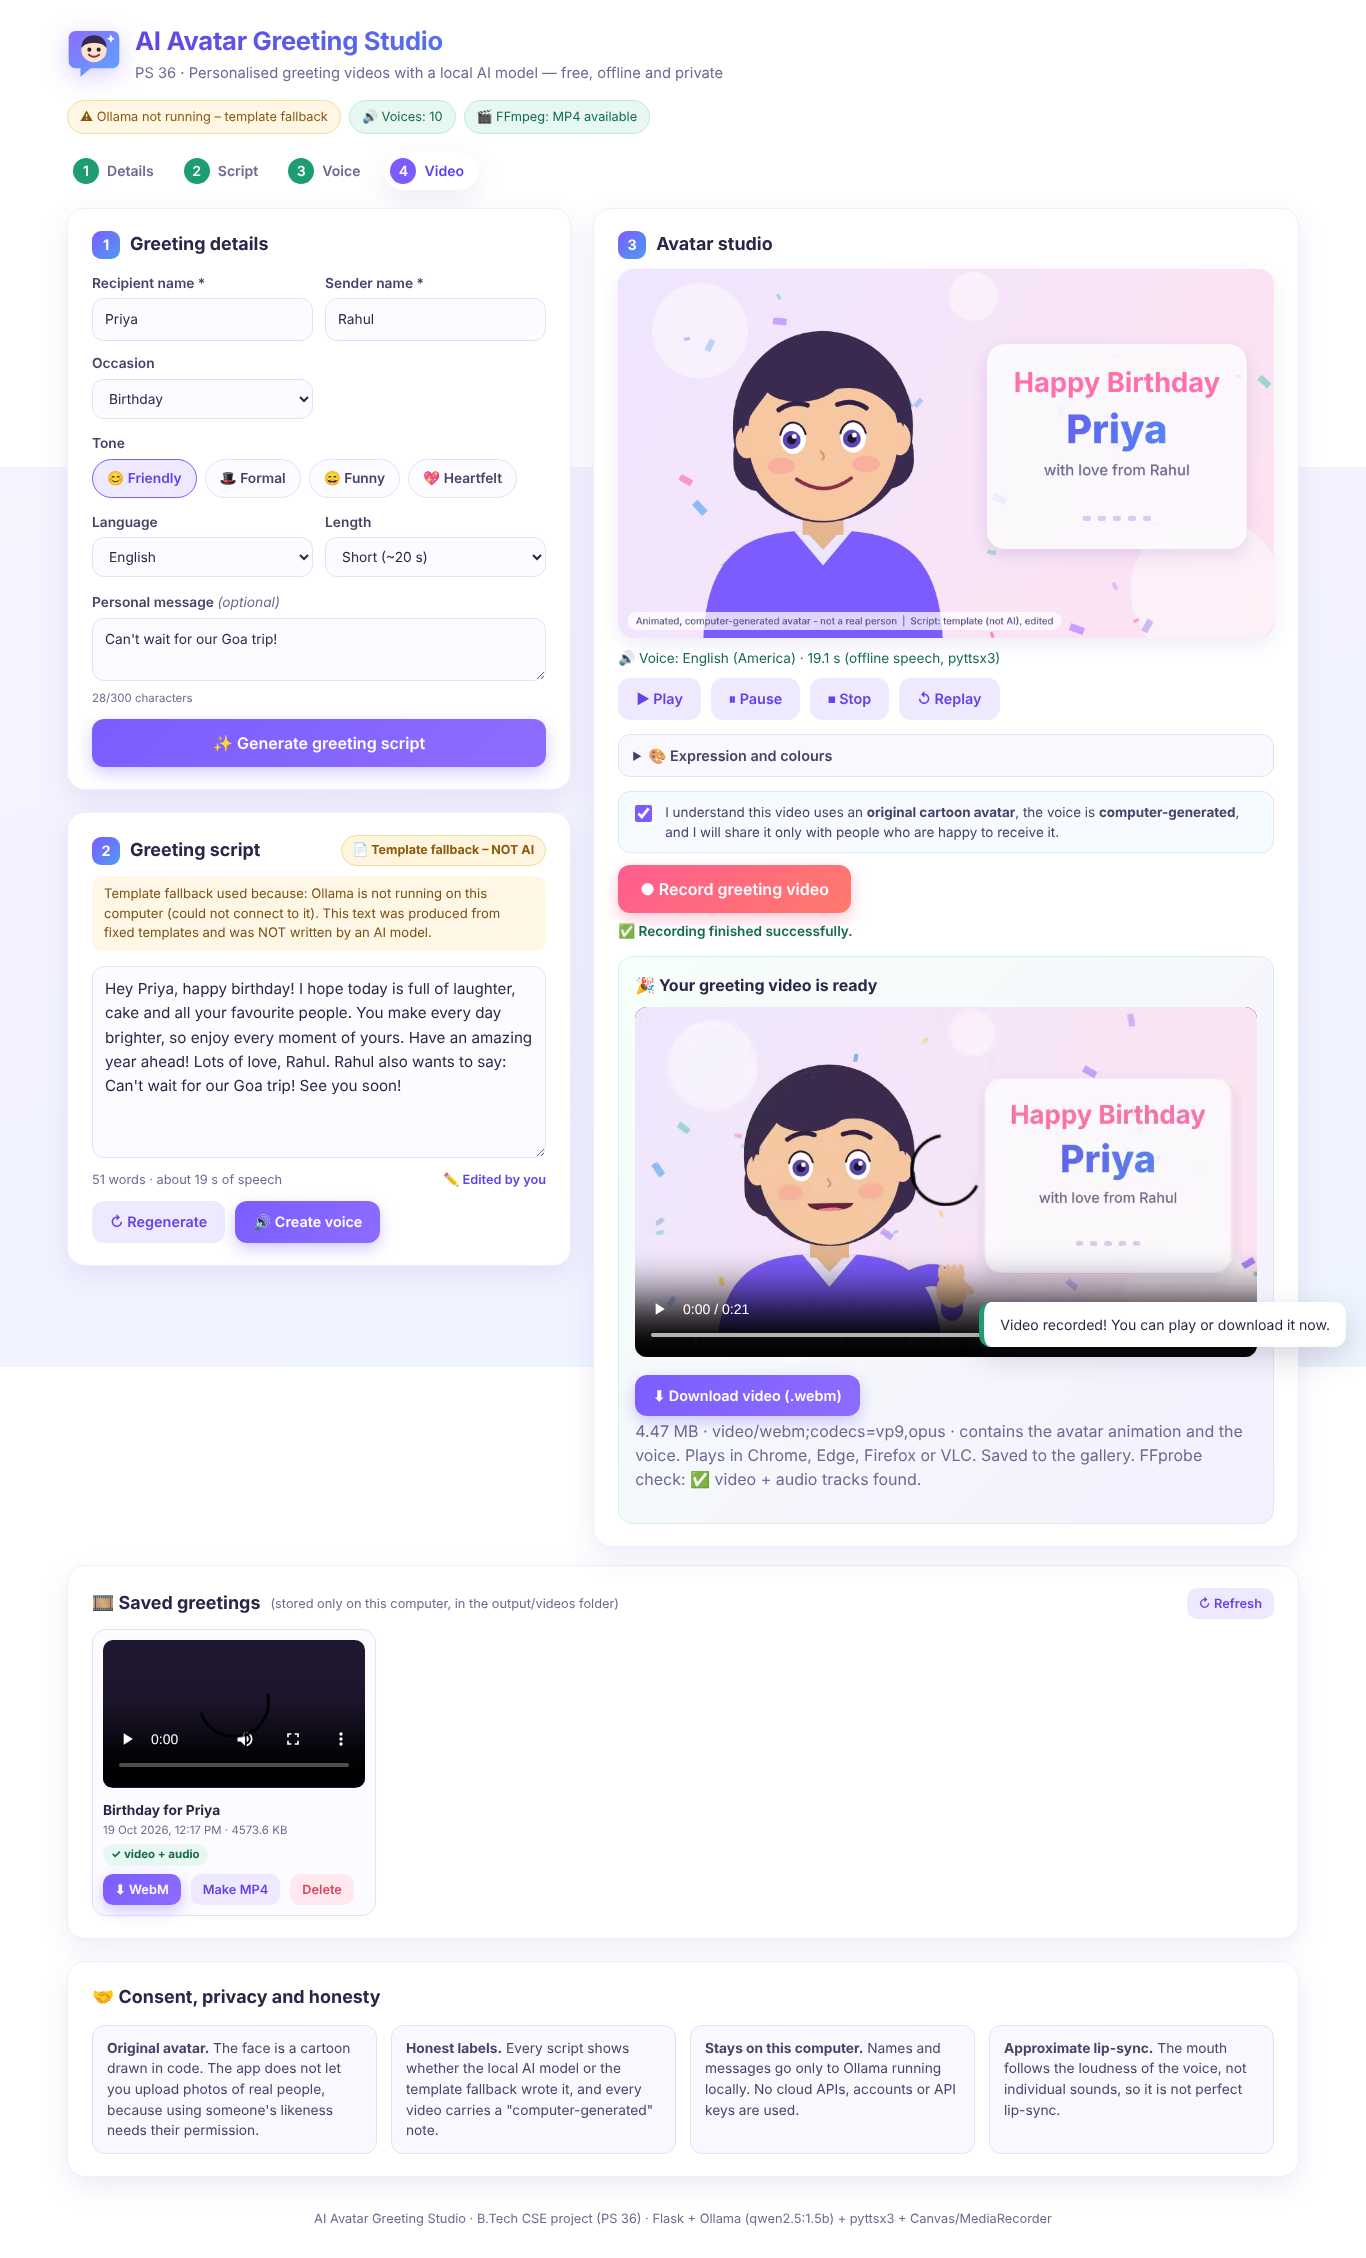 AI Avatar Greeting Studio
PS 36 · Personalised greeting videos with a local AI model — free, offline and private
⚠ Ollama not running – template fallback
🔊 Voices: 10
🎬 FFmpeg: MP4 available
1 Details
2 Script
3 Voice
4 Video
1 Greeting details
Recipient name *
Sender name *
Priya
Rahul
Occasion
Birthday
Tone
😊 Friendly
🎩 Formal
😄 Funny
💖 Heartfelt
Language
Length
English
Short (~20 s)
Personal message (optional)
Can't wait for our Goa trip!
28/300 characters
✨ Generate greeting script
2 Greeting script
📄 Template fallback – NOT AI
Template fallback used because: Ollama is not running on this
computer (could not connect to it). This text was produced from
fixed templates and was NOT written by an AI model.
Hey Priya, happy birthday! I hope today is full of laughter,
cake and all your favourite people. You make every day
brighter, so enjoy every moment of yours. Have an amazing
year ahead! Lots of love, Rahul. Rahul also wants to say:
Can't wait for our Goa trip! See you soon!
51 words · about 19 s of speech
✏️ Edited by you
↻ Regenerate
🔊 Create voice
3 Avatar studio
Happy Birthday
Priya
with love from Rahul
Animated, computer-generated avatar - not a real person | Script: template (not AI), edited
🔊 Voice: English (America) · 19.1 s (offline speech, pyttsx3)
▶ Play
⏸ Pause
⏹ Stop
↺ Replay
▶ 🎨 Expression and colours
I understand this video uses an original cartoon avatar, the voice is computer-generated,
and I will share it only with people who are happy to receive it.
● Record greeting video
✅ Recording finished successfully.
🎉 Your greeting video is ready
Happy Birthday
Priya
with love from Rahul
0:00 / 0:21
Video recorded! You can play or download it now.
⬇ Download video (.webm)
4.47 MB · video/webm;codecs=vp9,opus · contains the avatar animation and the
voice. Plays in Chrome, Edge, Firefox or VLC. Saved to the gallery. FFprobe
check: ✅ video + audio tracks found.
🎞️ Saved greetings (stored only on this computer, in the output/videos folder)
↻ Refresh
0:00
Birthday for Priya
19 Oct 2026, 12:17 PM · 4573.6 KB
✓ video + audio
⬇ WebM
Make MP4
Delete
🤝 Consent, privacy and honesty
Original avatar. The face is a cartoon
drawn in code. The app does not let
you upload photos of real people,
because using someone's likeness
needs their permission.
Honest labels. Every script shows
whether the local AI model or the
template fallback wrote it, and every
video carries a "computer-generated"
note.
Stays on this computer. Names and
messages go only to Ollama running
locally. No cloud APIs, accounts or API
keys are used.
Approximate lip-sync. The mouth
follows the loudness of the voice, not
individual sounds, so it is not perfect
lip-sync.
AI Avatar Greeting Studio · B.Tech CSE project (PS 36) · Flask + Ollama (qwen2.5:1.5b) + pyttsx3 + Canvas/MediaRecorder